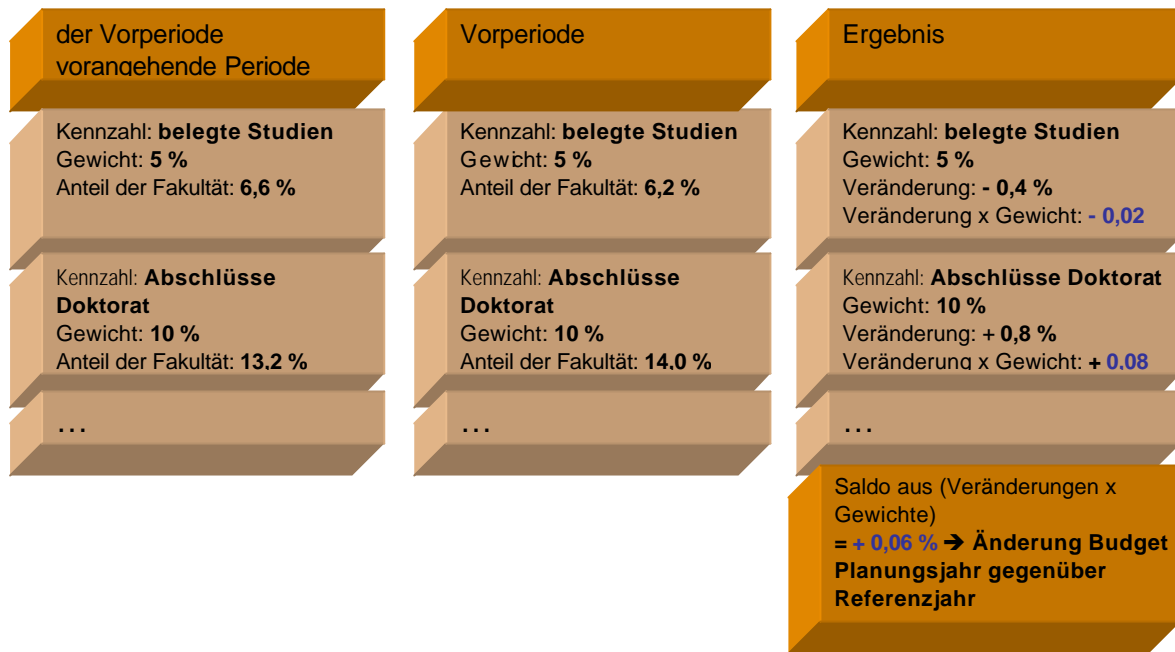 der Vorperiode
vorangehende Periode
Kennzahl: belegte Studien
Gewicht: 5 %
Anteil der Fakultät: 6,6 %
Kennzahl: Abschlüsse
Doktorat
Gewicht: 10 %
Anteil der Fakultät: 13,2 %
...
Vorperiode
Kennzahl: belegte Studien
Gewicht: 5 %
Anteil der Fakultät: 6,2 %
Kennzahl: Abschlüsse
Doktorat
Gewicht: 10 %
Anteil der Fakultät: 14,0 %
...
Ergebnis
Kennzahl: belegte Studien
Gewicht: 5 %
Veränderung: - 0,4 %
Veränderung x Gewicht: - 0,02
Kennzahl: Abschlüsse Doktorat
Gewicht: 10 %
Veränderung: + 0,8 %
Veränderung x Gewicht: + 0,08
...
Saldo aus (Veränderungen x
Gewichte)
= + 0,06 % ➔ Änderung Budget
Planungsjahr gegenüber
Referenzjahr